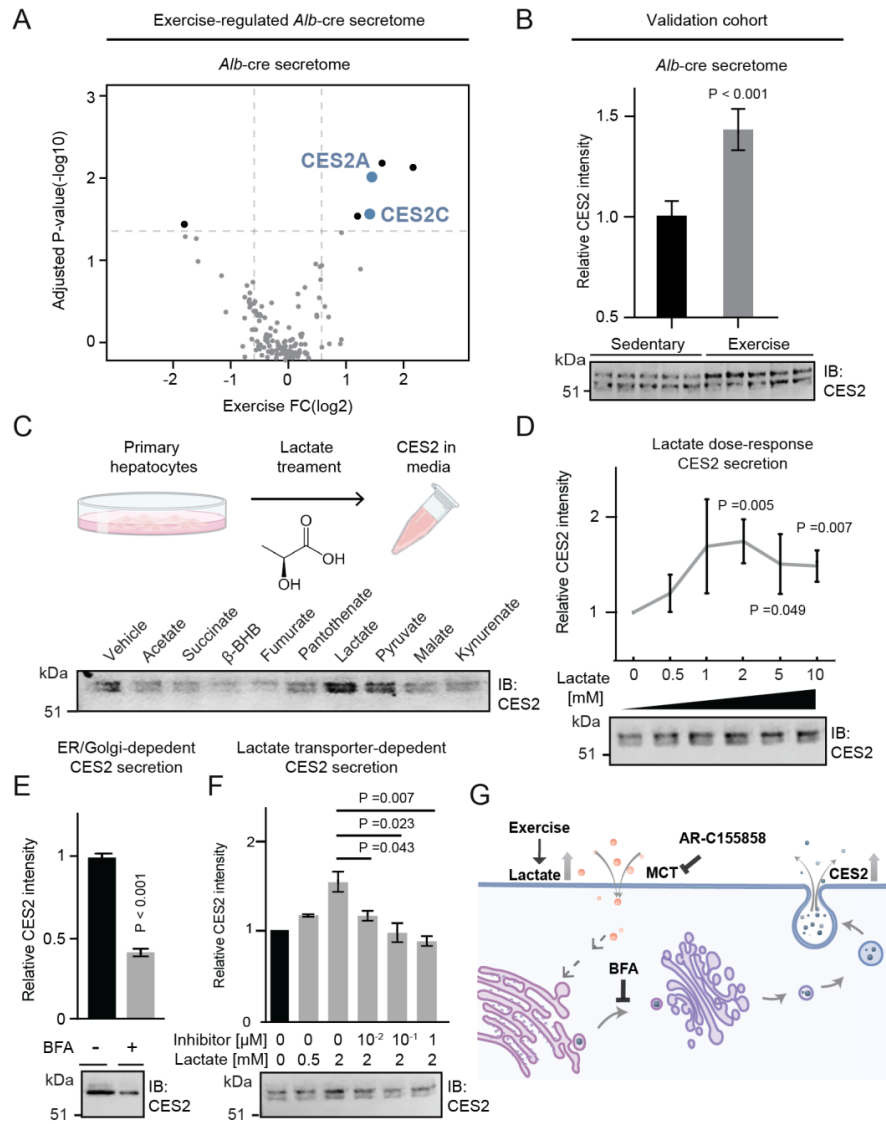 A
Exercise-regulated Alb-cre secretome
Alb-cre secretome
Adjusted P-value(-log10)
3
2
1
0
CES2A
CES2C
-2
-1
0
1
2
Exercise FC(log2)
B
Validation cohort
Alb-cre secretome
P < 0.001
Relative CES2 intensity
1.5
1.0
0.5
Sedentary
Exercise
kDa
51
IB:
CES2
C
Primary
hepatocytes
Lactate
treament
CES2 in
media
O
OH
OH
Vehicle
Acetate
Succinate
β-BHB
Fumurate
Pantothenate
Lactate
Pyruvate
Malate
Kynurenate
kDa
51
IB:
CES2
D
Lactate dose-response
CES2 secretion
Relative CES2 intensity
2
1
P =0.005
P =0.007
P =0.049
Lactate
[mM]
0 0.5 1 2 5 10
kDa
51
IB:
CES2
E
ER/Golgi-depedent
CES2 secretion
Relative CES2 intensity
1
0.5
0
P < 0.001
BFA - +
kDa
51
IB:
CES2
F
Lactate transporter-depedent
CES2 secretion
Relative CES2 intensity
2
1
0
P =0.007
P =0.023
P =0.043
Inhibitor [µM] 0 0 0 10-2 10-1 1
Lactate [mM] 0 0.5 2 2 2 2
kDa
51
IB:
CES2
G
Exercise
Lactate
MCT
AR-C155858
CES2
BFA